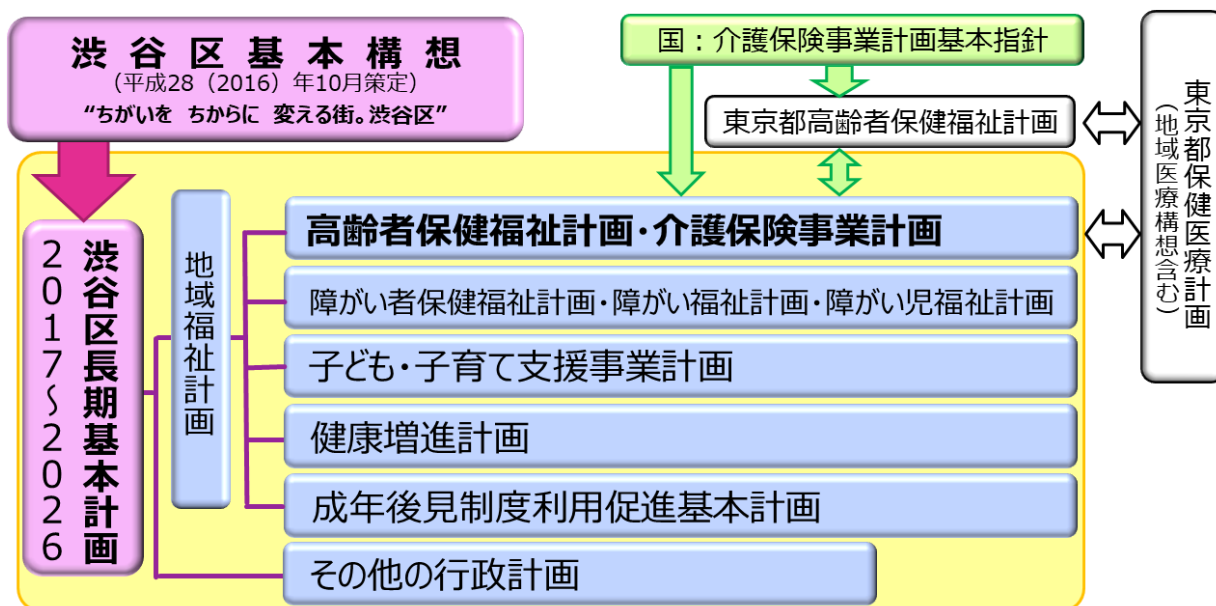 渋谷区基本構想
(平成28（2016）年10月策定)
“ちがいを ちからに 変える街。渋谷区”
国：介護保険事業計画基本指針
東京都高齢者保健福祉計画
東京都保健医療計画
(地域医療構想含む)
渋谷区長期基本計画
2017～2026
地域福祉計画
高齢者保健福祉計画・介護保険事業計画
障がい者保健福祉計画・障がい福祉計画・障がい児福祉計画
子ども・子育て支援事業計画
健康増進計画
成年後見制度利用促進基本計画
その他の行政計画